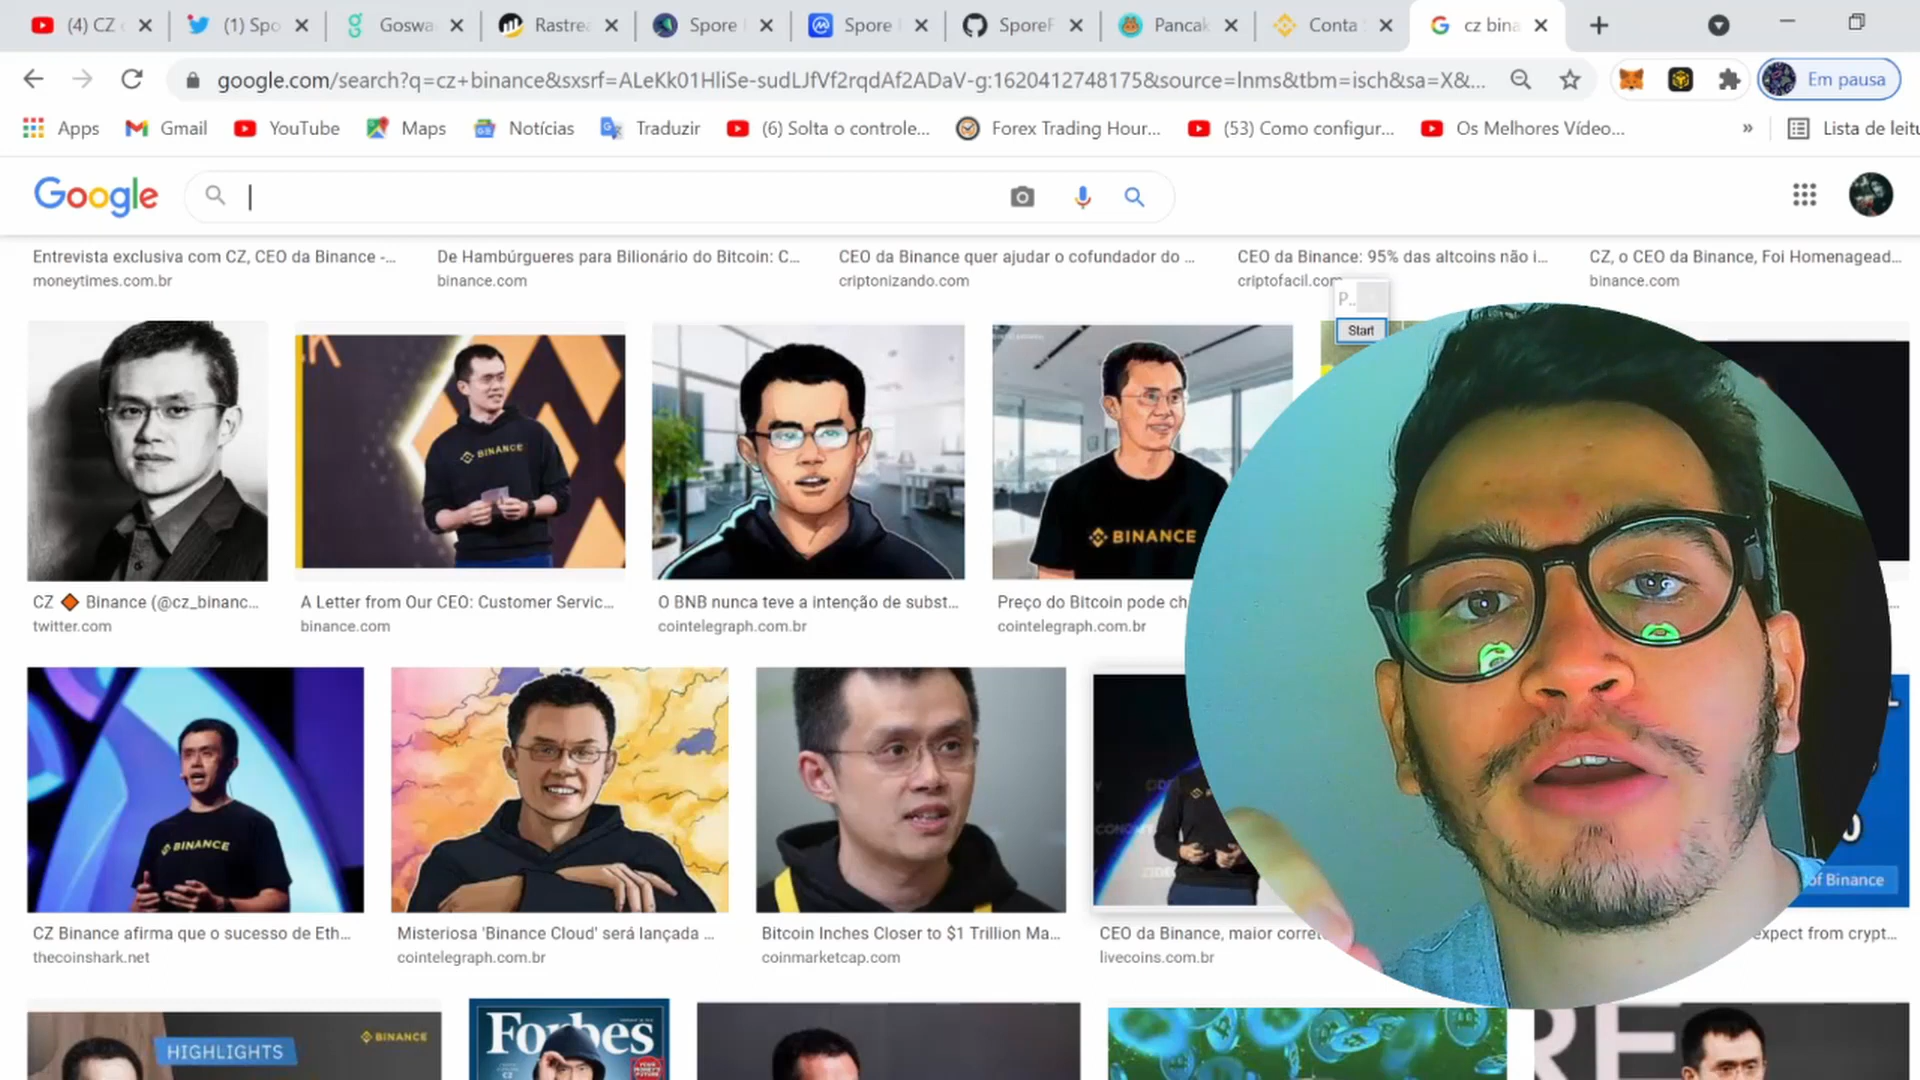 (4) CZ
(1) Spo
Goswa
Rastrea
Spore
Spore
SporeF
Pancak
Conta
cz bina
google.com/search?q=cz+binance&sxsrf=ALeKk01HliSe-sudLJfVf2rqdAf2ADaV-g:1620412748175&source=lnms&tbm=isch&sa=X&...
Em pausa
Apps
Gmail
YouTube
Maps
Notícias
Traduzir
(6) Solta o controle...
Forex Trading Hour...
(53) Como configur...
Os Melhores Vídeo...
»
Lista de leitu
Google
Entrevista exclusiva com CZ, CEO da Binance -...
De Hambúrgueres para Bilionário do Bitcoin: C...
CEO da Binance quer ajudar o cofundador do ...
CEO da Binance: 95% das altcoins não i...
CZ, o CEO da Binance, Foi Homenagead...
moneytimes.com.br
binance.com
criptonizando.com
criptofacil.com
binance.com
P...
Start
BINANCE
BINANCE
CZ 🔶 Binance (@cz_binanc...
A Letter from Our CEO: Customer Servic...
O BNB nunca teve a intenção de subst...
Preço do Bitcoin pode ch
twitter.com
binance.com
cointelegraph.com.br
cointelegraph.com.br
BINANCE
of Binance
CZ Binance afirma que o sucesso de Eth...
Misteriosa 'Binance Cloud' será lançada ...
Bitcoin Inches Closer to $1 Trillion Ma...
CEO da Binance, maior corret
expect from crypt...
thecoinshark.net
cointelegraph.com.br
coinmarketcap.com
livecoins.com.br
HIGHLIGHTS
BINANCE
Forbes
RE